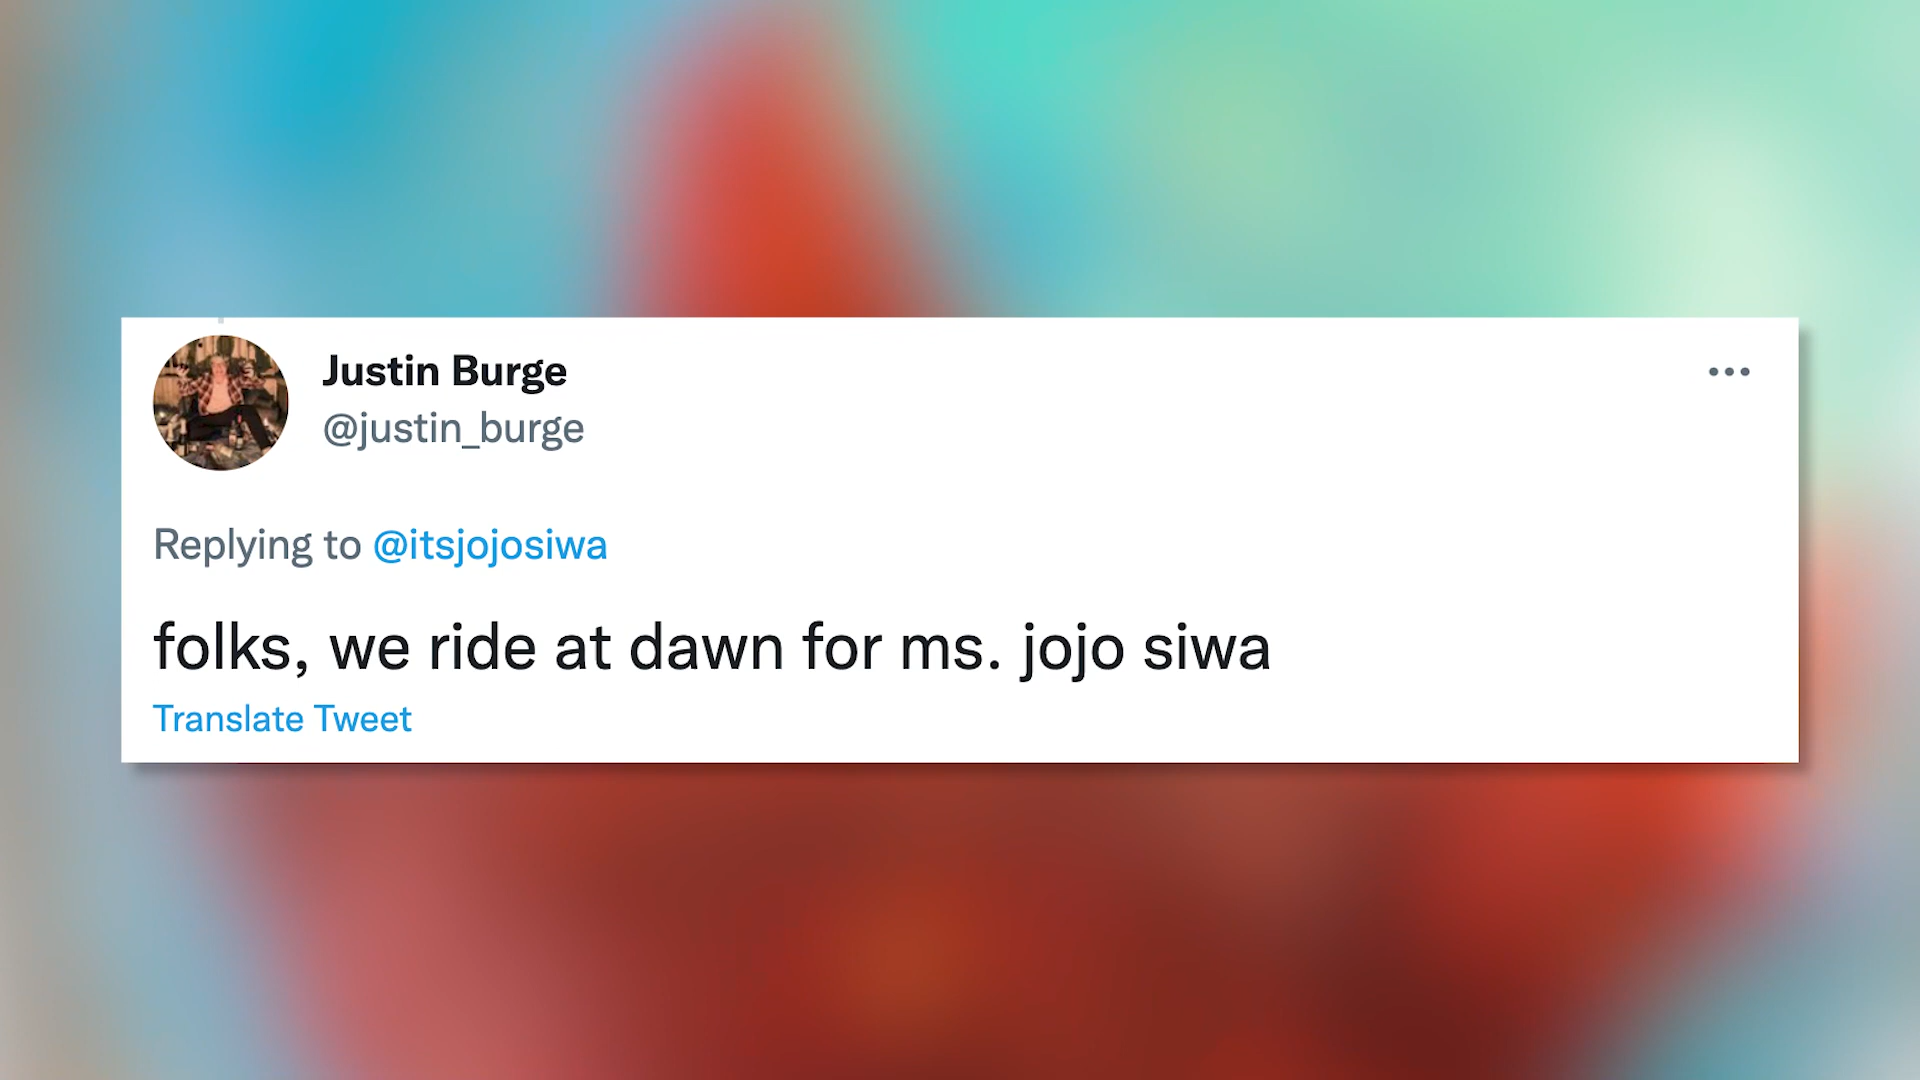 Justin Burge
@justin_burge
Replying to @itsjojosiwa
folks, we ride at dawn for ms. jojo siwa
Translate Tweet